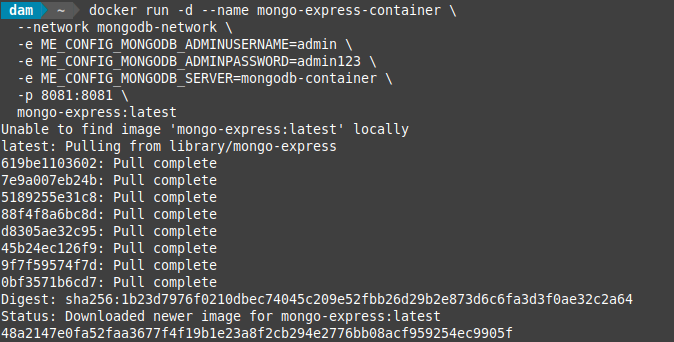 dam ~ docker run -d --name mongo-express-container \
--network mongodb-network \
-e ME_CONFIG_MONGODB_ADMINUSERNAME=admin \
-e ME_CONFIG_MONGODB_ADMINPASSWORD=admin123 \
-e ME_CONFIG_MONGODB_SERVER=mongodb-container \
-p 8081:8081 \
mongo-express:latest
Unable to find image 'mongo-express:latest' locally
latest: Pulling from library/mongo-express
619be1103602: Pull complete
7e9a007eb24b: Pull complete
5189255e31c8: Pull complete
88f4f8a6bc8d: Pull complete
d8305ae32c95: Pull complete
45b24ec126f9: Pull complete
9f7f59574f7d: Pull complete
0bf3571b6cd7: Pull complete
Digest: sha256:1b23d7976f0210dbec74045c209e52fbb26d29b2e873d6c6fa3d3f0ae32c2a64
Status: Downloaded newer image for mongo-express:latest
48a2147e0fa52faa3677f4f19b1e23a8f2cb294e2776bb08acf959254ec9905f